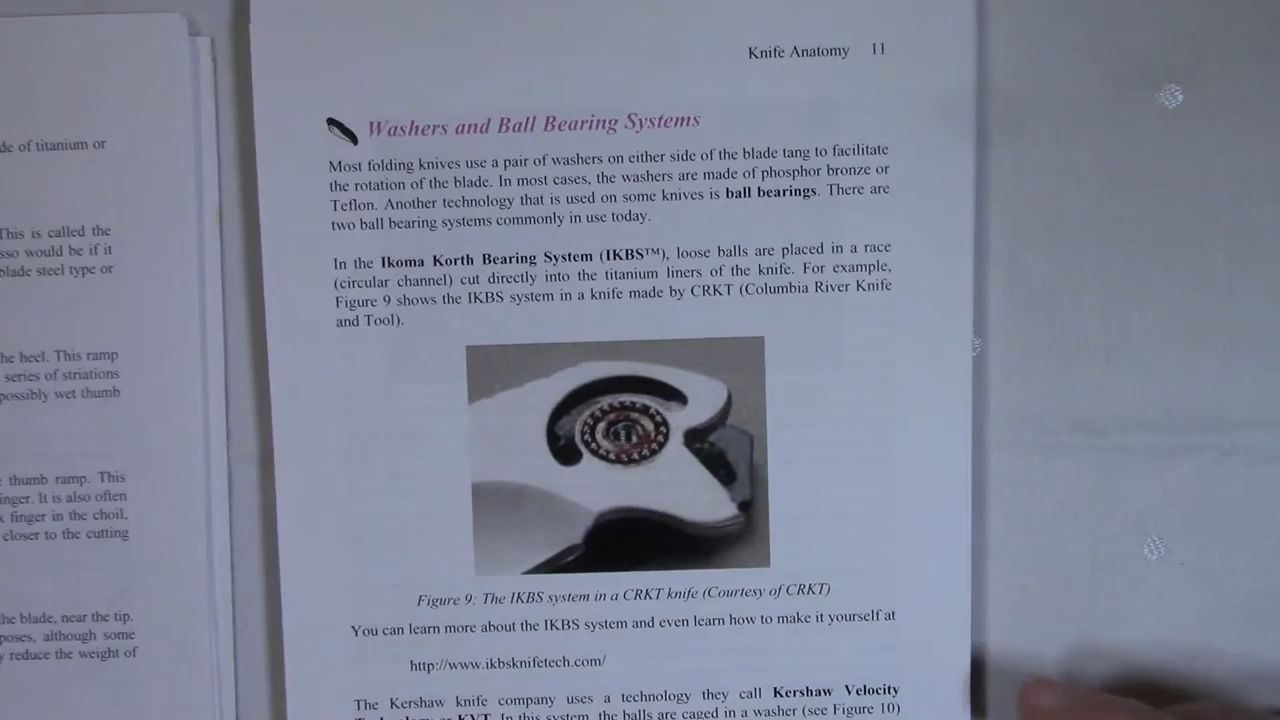 de of titanium or
This is called the
sso would be if it
blade steel type or
he heel. This ramp
series of striations
possibly wet thumb
thumb ramp. This
inger. It is also often
finger in the choil,
closer to the cutting
the blade, near the tip.
poses, although some
reduce the weight of
Knife Anatomy 11
Washers and Ball Bearing Systems
Most folding knives use a pair of washers on either side of the blade tang to facilitate
the rotation of the blade. In most cases, the washers are made of phosphor bronze or
Teflon. Another technology that is used on some knives is ball bearings. There are
two ball bearing systems commonly in use today.
In the Ikoma Korth Bearing System (IKBS™), loose balls are placed in a race
(circular channel) cut directly into the titanium liners of the knife. For example,
Figure 9 shows the IKBS system in a knife made by CRKT (Columbia River Knife
and Tool).
Figure 9: The IKBS system in a CRKT knife (Courtesy of CRKT)
You can learn more about the IKBS system and even learn how to make it yourself at
http://www.ikbsknifetech.com/
The Kershaw knife company uses a technology they call Kershaw Velocity
Technology or KVT. In this system, the balls are caged in a washer (see Figure 10)